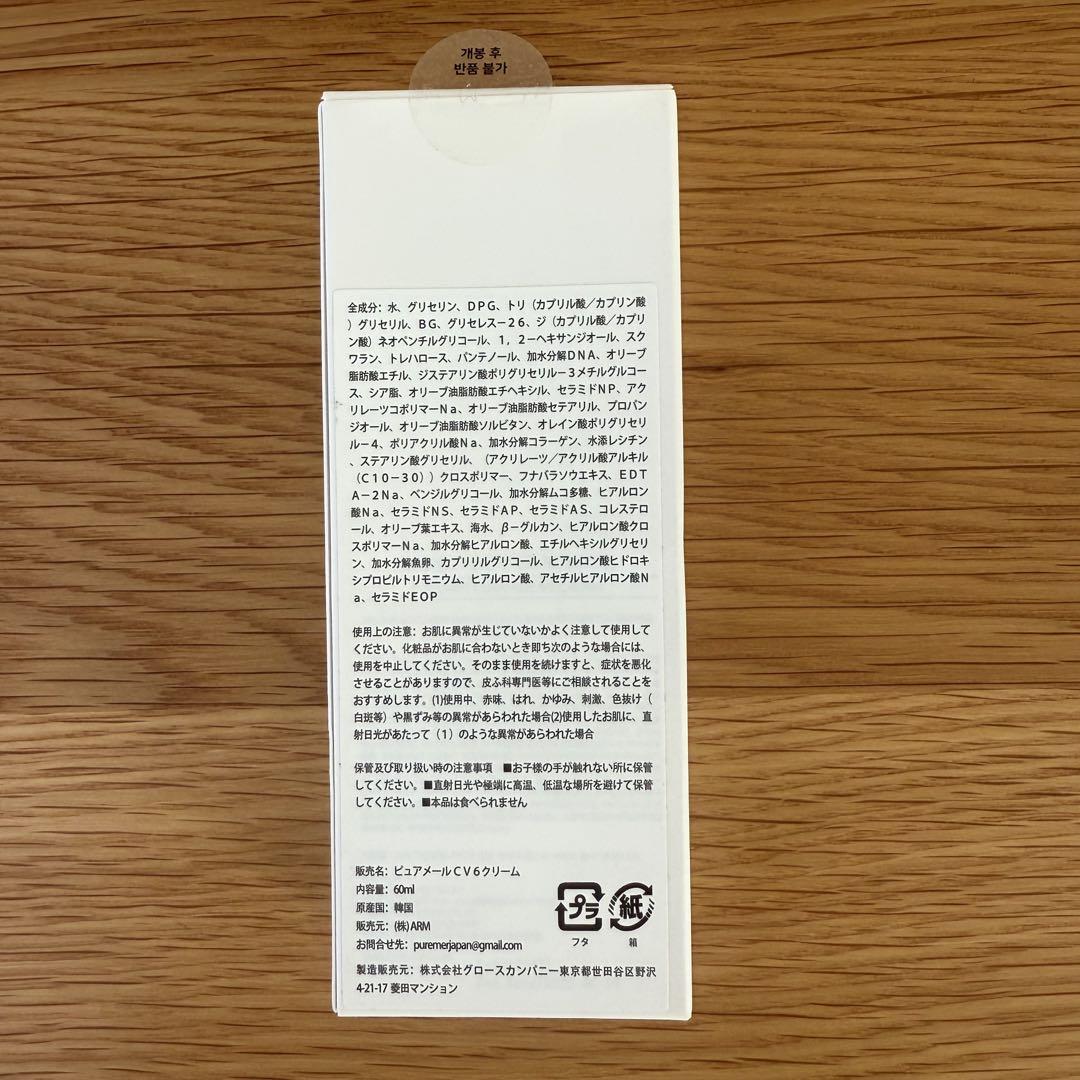 개봉 후
반품 불가
全成分：水、グリセリン、ＤＰＧ、トリ（カプリル酸／カプリン酸
）グリセリル、ＢＧ、グリセレス－26、ジ（カプリル酸／カプリ
ン酸）ネオペンチルグリコール、１，２－ヘキサンジオール、スク
ワラン、トレハロース、パンテノール、加水分解ＤＮＡ、オリーブ
脂肪酸エチル、ジステアリン酸ポリグリセリル－３メチルグルコー
ス、シア脂、オリーブ油脂肪酸エチヘキシル、セラミドＮＰ、アク
リレーツコポリマーＮａ、オリーブ油脂肪酸セテアリル、プロパン
ジオール、オリーブ油脂肪酸ソルビタン、オレイン酸ポリグリセリ
ル－４、ポリアクリル酸Ｎａ、加水分解コラーゲン、水添レシチン
、ステアリン酸グリセリル、（アクリレーツ／アクリル酸アルキル
（Ｃ10－30））クロスポリマー、フナバラソウエキス、ＥＤＴ
Ａ－２Ｎａ、ベンジルグリコール、加水分解ムコ多糖、ヒアルロン
酸Ｎａ、セラミドＮＳ、セラミドＡＰ、セラミドＡＳ、コレステロ
ール、オリーブ葉エキス、海水、β－グルカン、ヒアルロン酸クロ
スポリマーＮａ、加水分解ヒアルロン酸、エチルヘキシルグリセリ
ン、加水分解魚卵、カプリリルグリコール、ヒアルロン酸ヒドロキ
シプロピルトリモニウム、ヒアルロン酸、アセチルヒアルロン酸Ｎ
ａ、セラミドＥＯＰ
使用上の注意：お肌に異常が生じていないかよく注意して使用して
ください。化粧品がお肌に合わないとき即ち次のような場合には、
使用を中止してください。そのまま使用を続けますと、症状を悪化
させることがありますので、皮ふ科専門医等にご相談されることを
おすすめします。(1)使用中、赤味、はれ、かゆみ、刺激、色抜け（
白斑等）や黒ずみ等の異常があらわれた場合(2)使用したお肌に、直
射日光があたって（１）のような異常があらわれた場合
保管及び取り扱い時の注意事項　■お子様の手が触れない所に保管
してください。■直射日光や極端に高温、低温な場所を避けて保管
してください。■本品は食べられません
販売名：ピュアメールＣＶ６クリーム
内容量：60ml
原産国：韓国
販売元：(株)ARM
お問合せ先：puremerjapan@gmail.com
プラ 紙
フタ 箱
製造販売元：株式会社グロースカンパニー東京都世田谷区野沢
4-21-17 菱田マンション